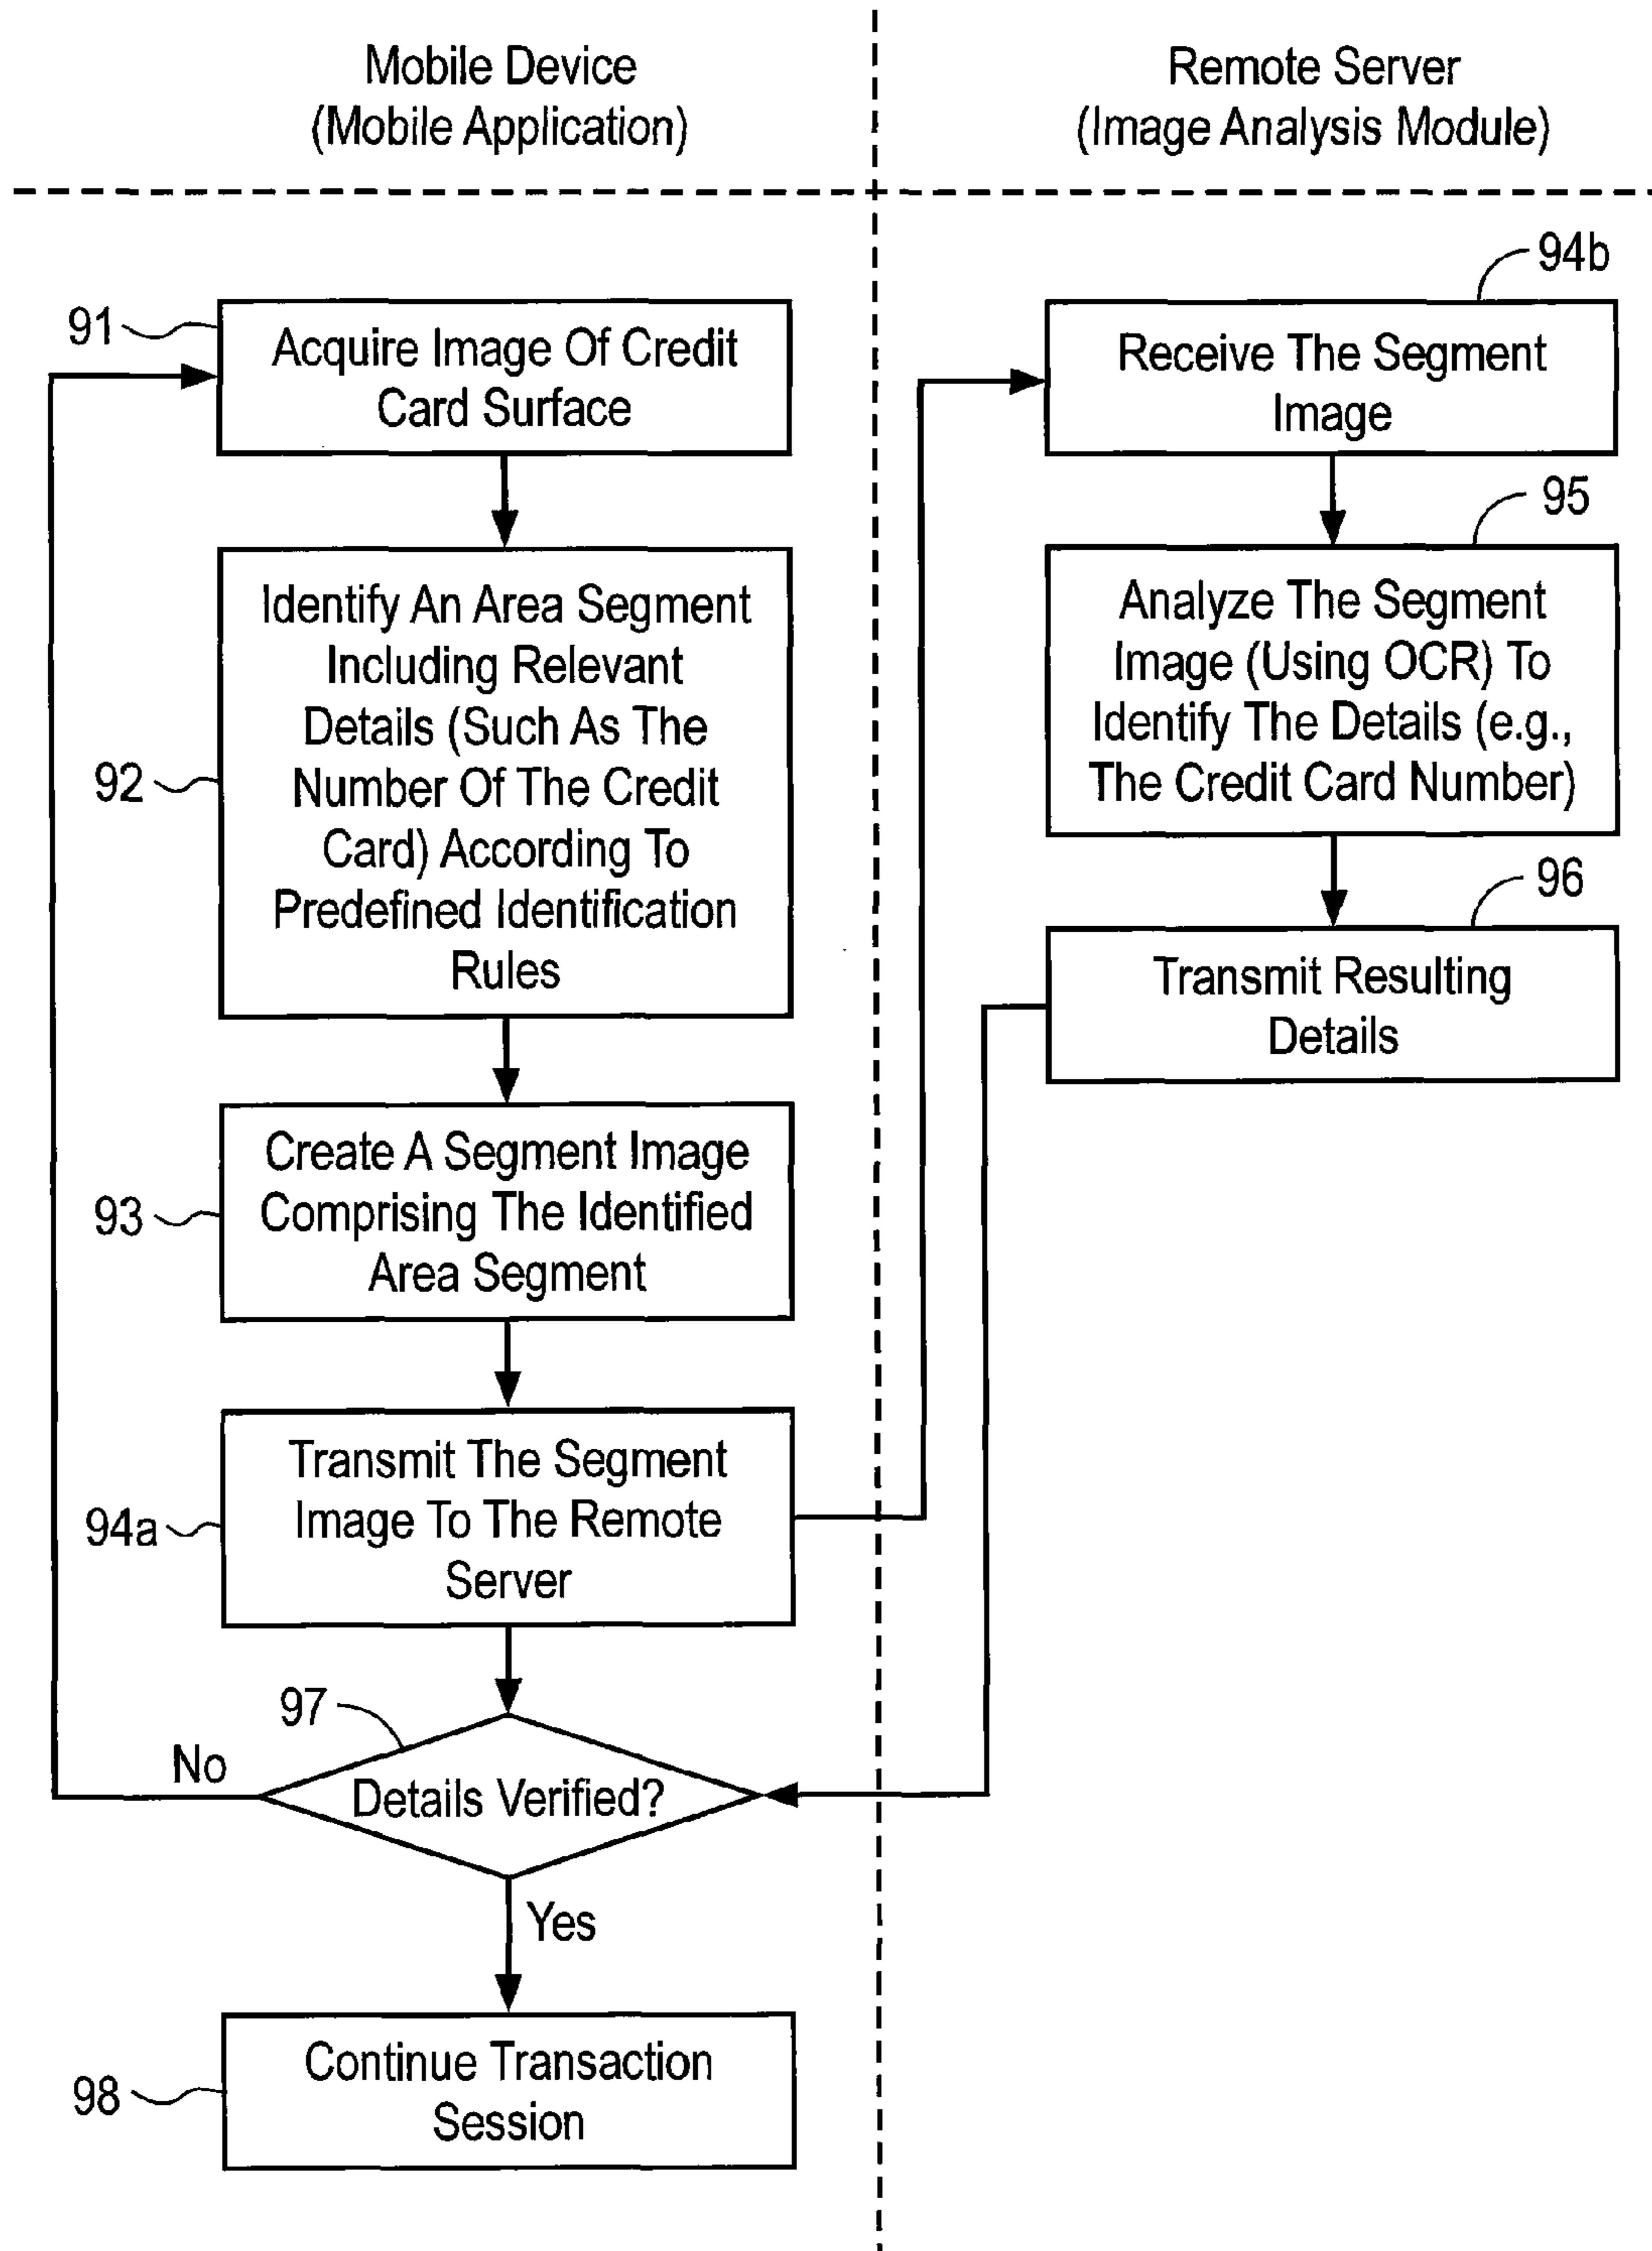 Mobile Device
(Mobile Application)
Remote Server
(Image Analysis Module)
91
Acquire Image Of Credit
Card Surface
92
Identify An Area Segment
Including Relevant
Details (Such As The
Number Of The Credit
Card) According To
Predefined Identification
Rules
93
Create A Segment Image
Comprising The Identified
Area Segment
94a
Transmit The Segment
Image To The Remote
Server
97
No
Details Verified?
Yes
98
Continue Transaction
Session
94b
Receive The Segment
Image
95
Analyze The Segment
Image (Using OCR) To
Identify The Details (e.g.,
The Credit Card Number)
96
Transmit Resulting
Details